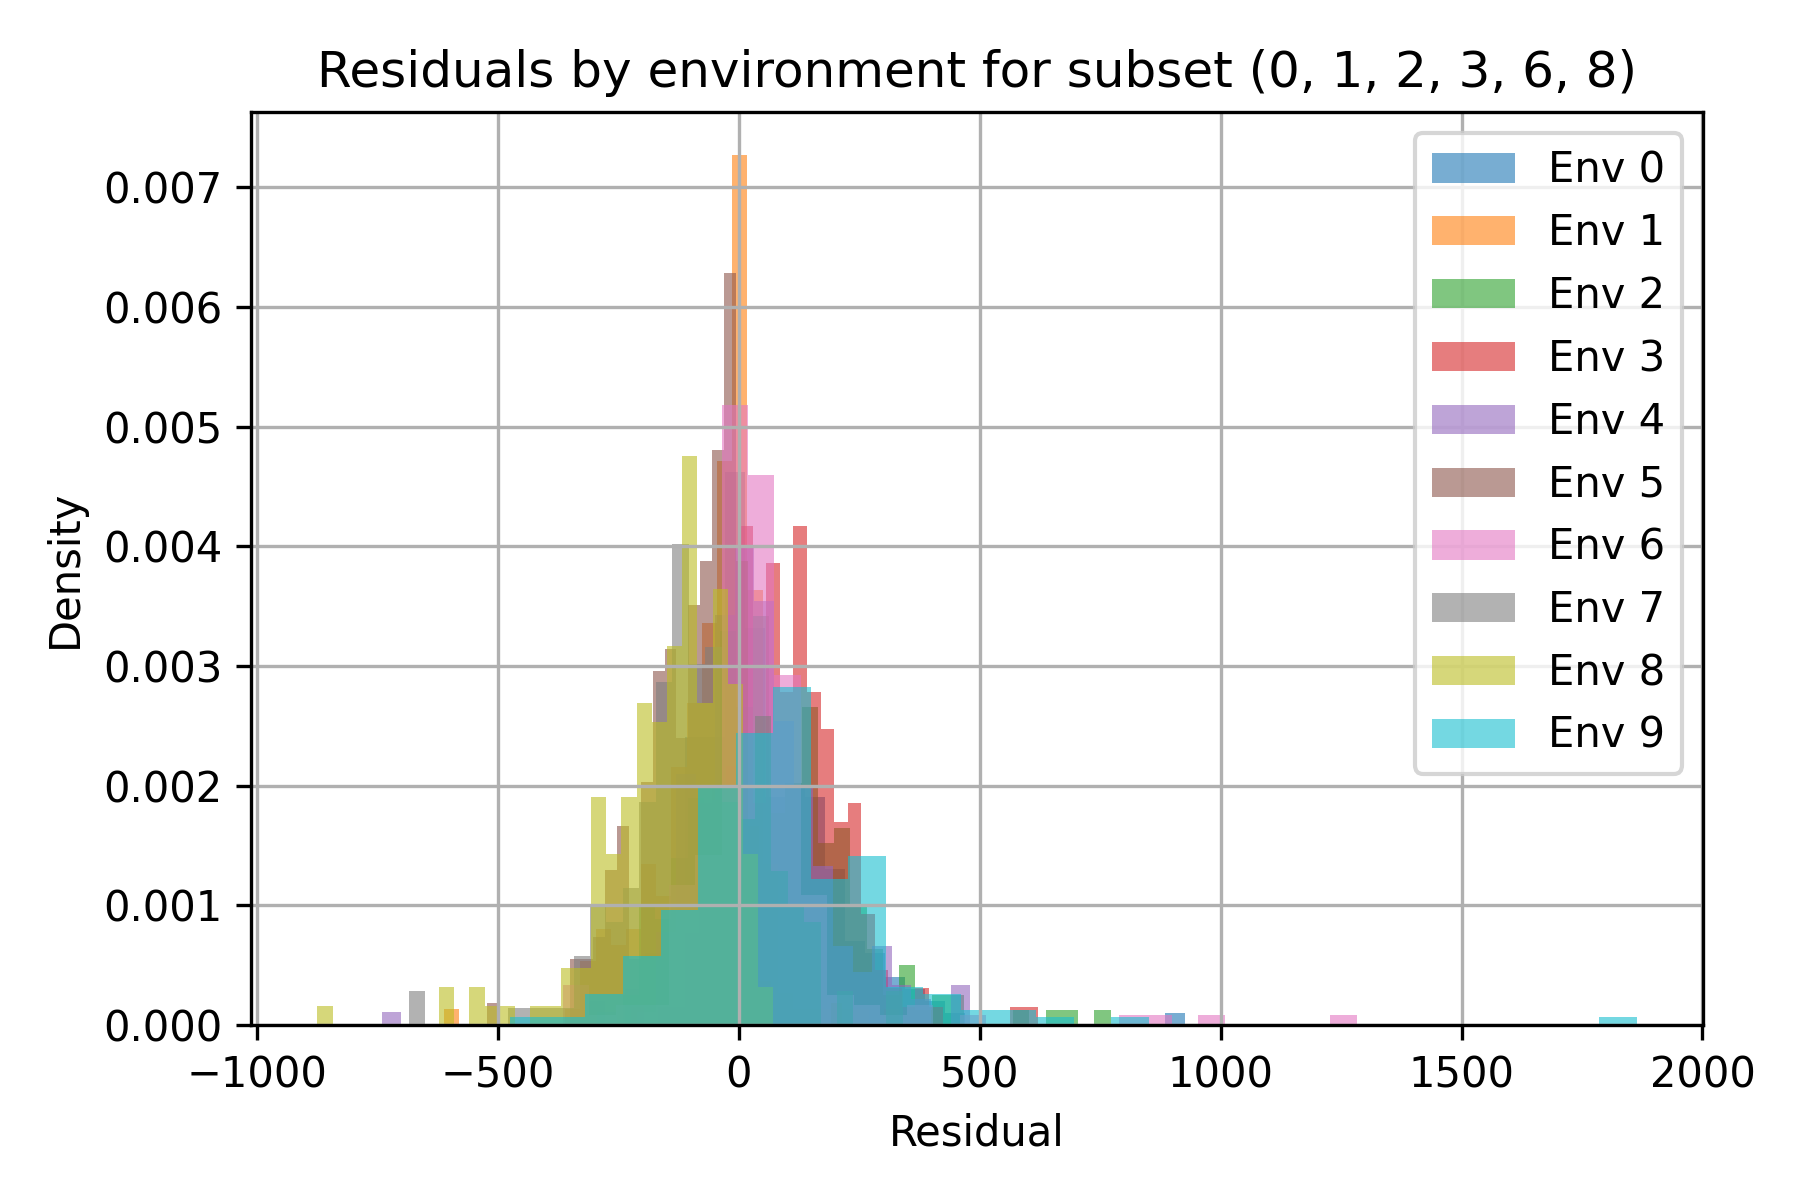 Residuals by environment for subset (0, 1, 2, 3, 6, 8)
0.007
0.006
0.005
0.004
0.003
0.002
0.001
0.000
Density
−1000
−500
0
500
1000
1500
2000
Residual
Env 0
Env 1
Env 2
Env 3
Env 4
Env 5
Env 6
Env 7
Env 8
Env 9